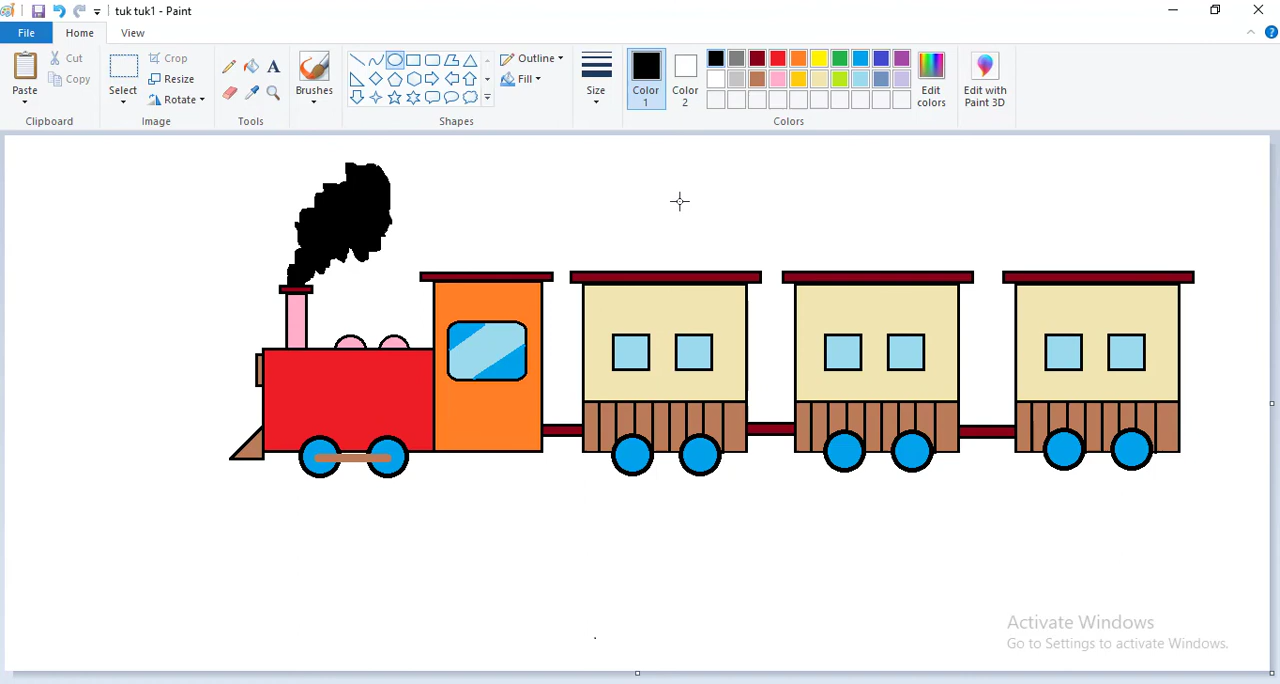 tuk tuk1 - Paint
File Home View
Paste Cut Copy
Clipboard
Select Crop Resize Rotate
Image
A
Tools
Brushes
Outline Fill
Shapes
Size
Color 1
Color 2
Edit colors
Colors
Edit with Paint 3D
Activate Windows
Go to Settings to activate Windows.